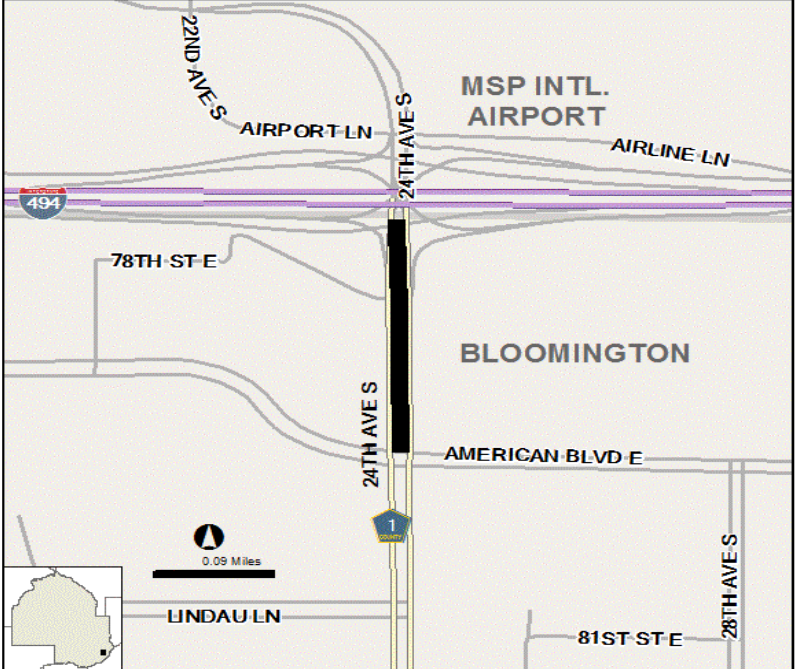 22ND AVE S
24TH AVE S
MSP INTL.
AIRPORT
AIRPORT LN
AIRLINE LN
494
78TH ST E
BLOOMINGTON
24TH AVE S
AMERICAN BLVD E
1
COUNTY
0.09 Miles
28TH AVE S
LINDAU LN
81ST ST E